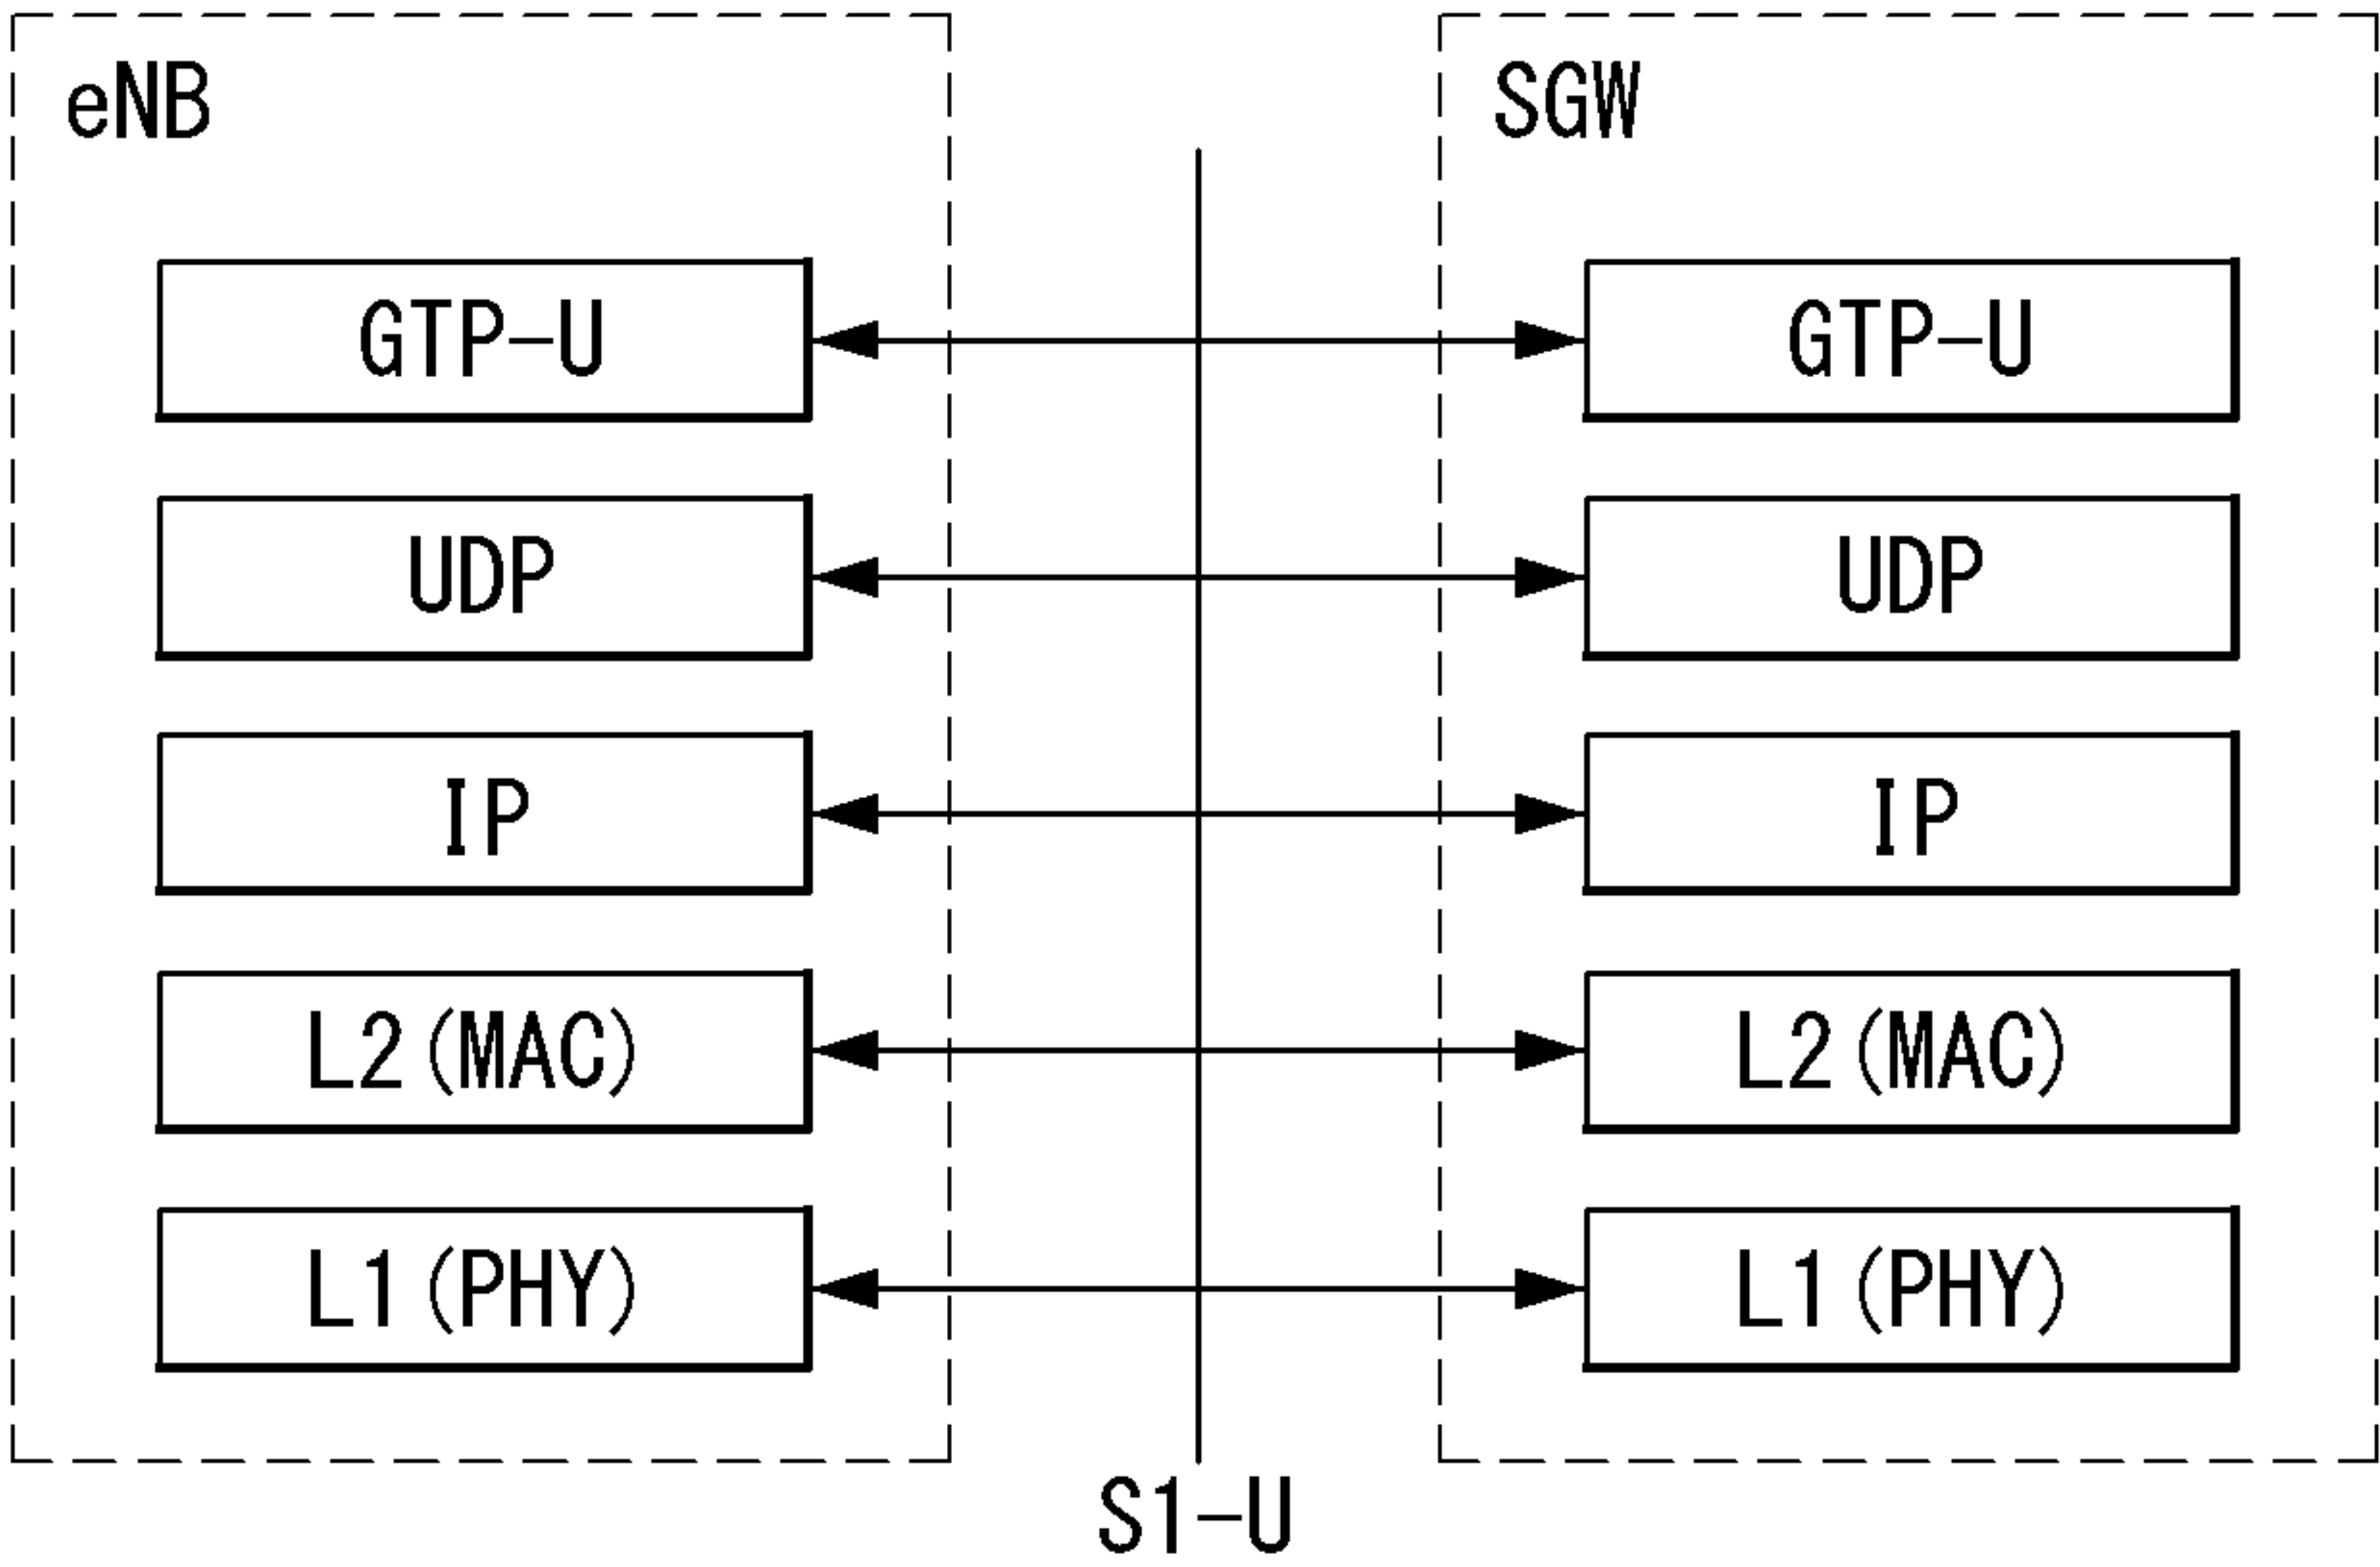 eNB
SGW
GTP-U
GTP-U
UDP
UDP
IP
IP
L2(MAC)
L2(MAC)
L1(PHY)
L1(PHY)
S1-U